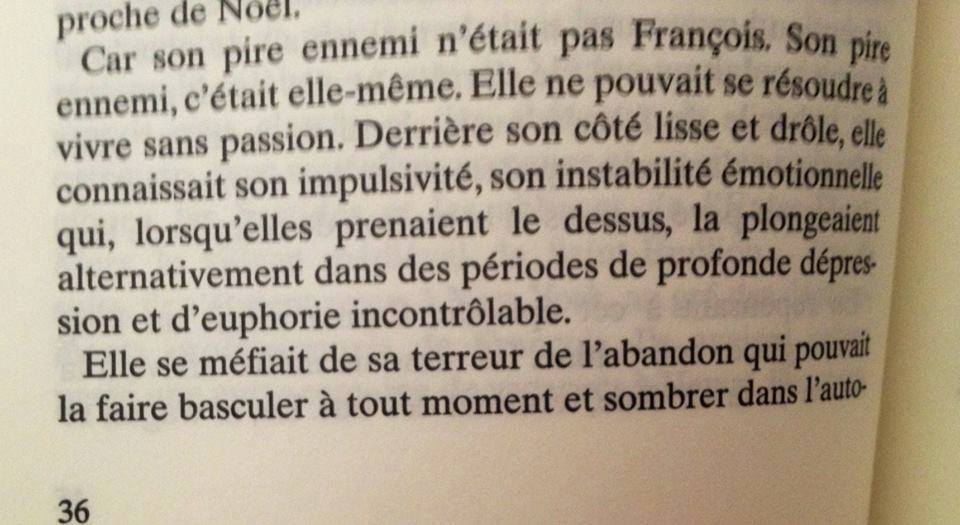 proche de Noël.
Car son pire ennemi n'était pas François. Son pire
ennemi, c'était elle-même. Elle ne pouvait se résoudre à
vivre sans passion. Derrière son côté lisse et drôle, elle
connaissait son impulsivité, son instabilité émotionnelle
qui, lorsqu'elles prenaient le dessus, la plongeaient
alternativement dans des périodes de profonde dépres-
sion et d'euphorie incontrôlable.
Elle se méfiait de sa terreur de l'abandon qui pouvait
la faire basculer à tout moment et sombrer dans l'auto-
36